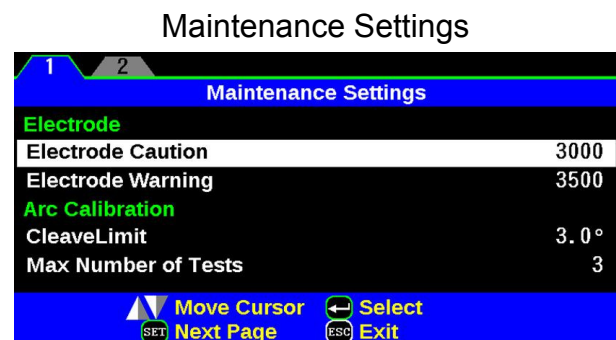 Maintenance Settings
1 2
Maintenance Settings
Electrode
Electrode Caution 3000
Electrode Warning 3500
Arc Calibration
CleaveLimit 3.0°
Max Number of Tests 3
Move Cursor Select
SET Next Page ESC Exit